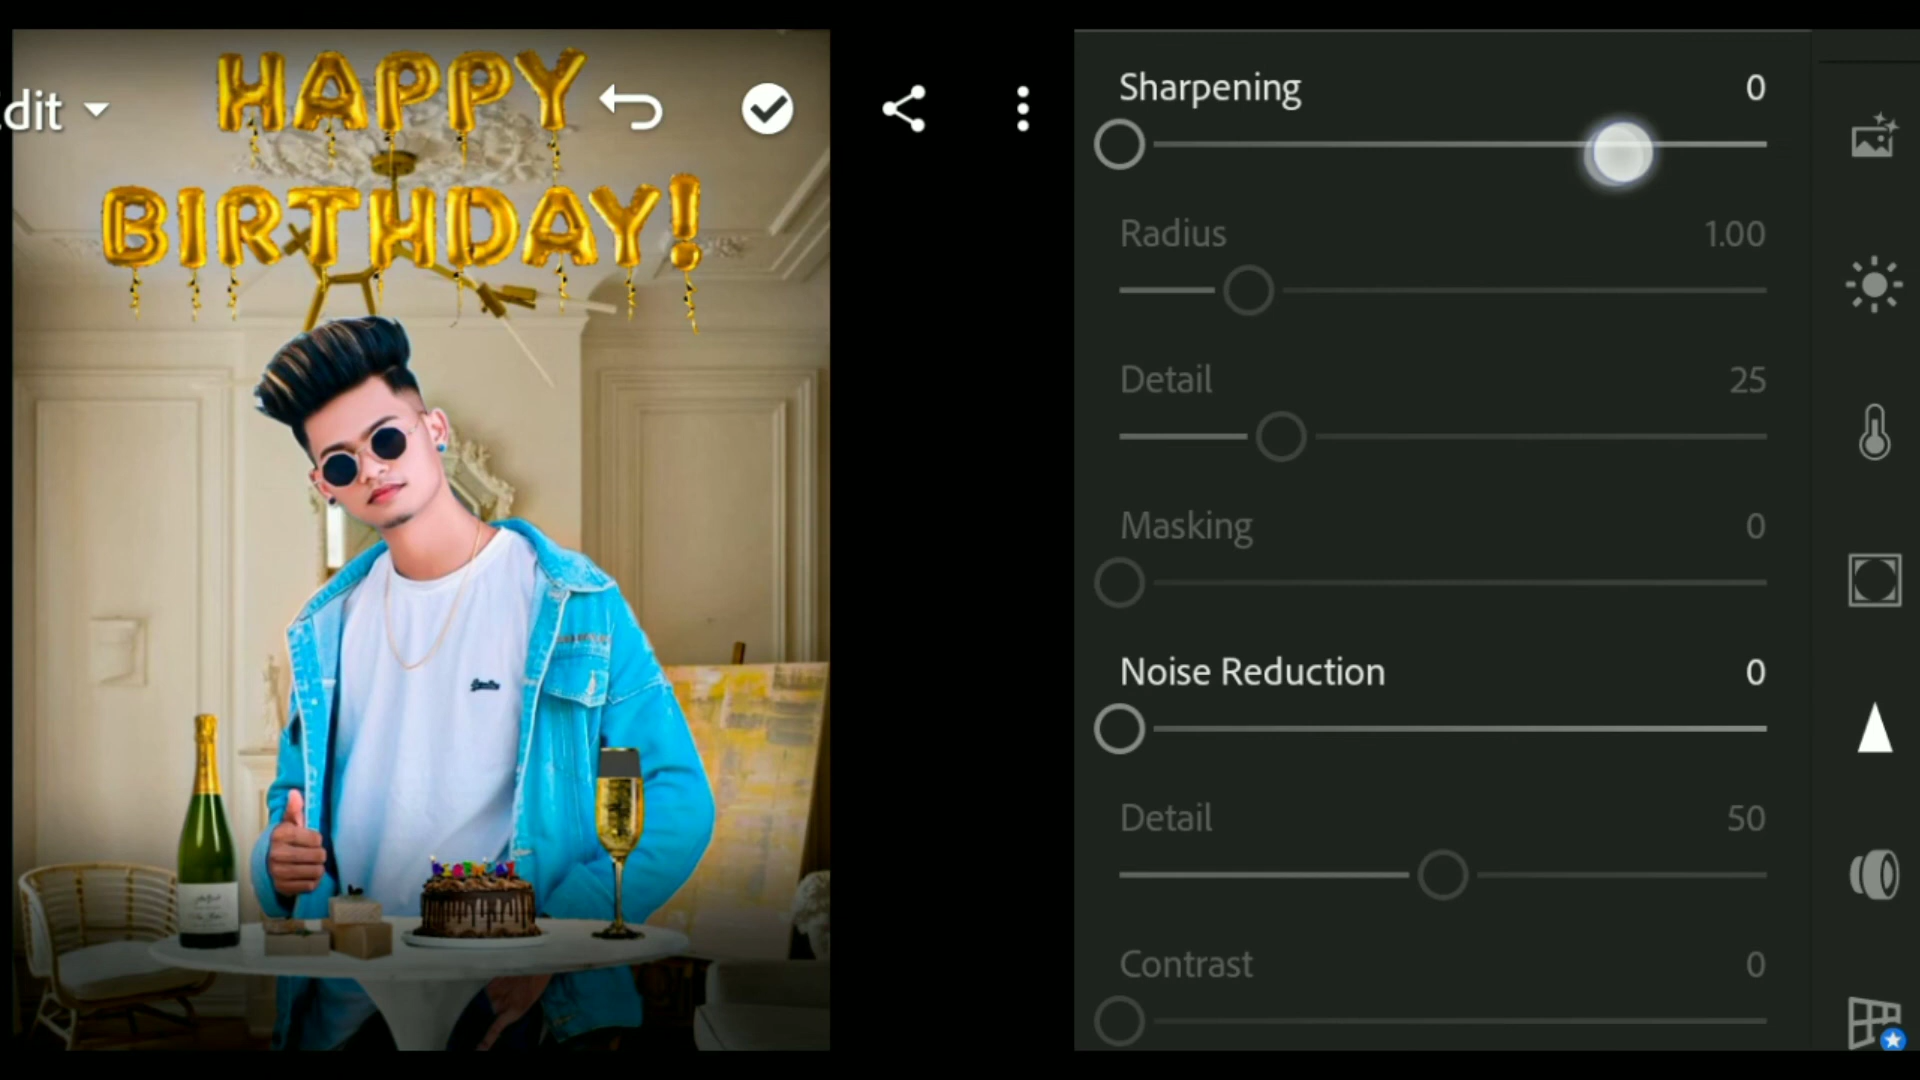 dit
HAPPY
BIRTHDAY!
Sharpening 0
Radius 1.00
Detail 25
Masking 0
Noise Reduction 0
Detail 50
Contrast 0